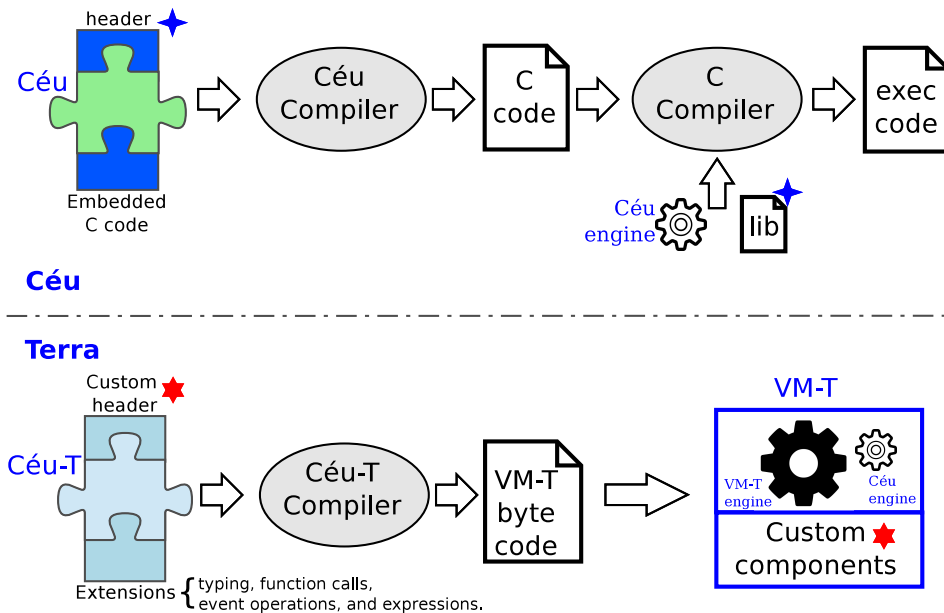 header
Céu
Embedded
C code
Céu
Compiler
C
code
C
Compiler
exec
code
Céu
engine
lib
Céu
Terra
Custom
header
Céu-T
Extensions
typing, function calls,
event operations, and expressions.
Céu-T
Compiler
VM-T
byte
code
VM-T
VM-T
engine
Céu
engine
Custom
components